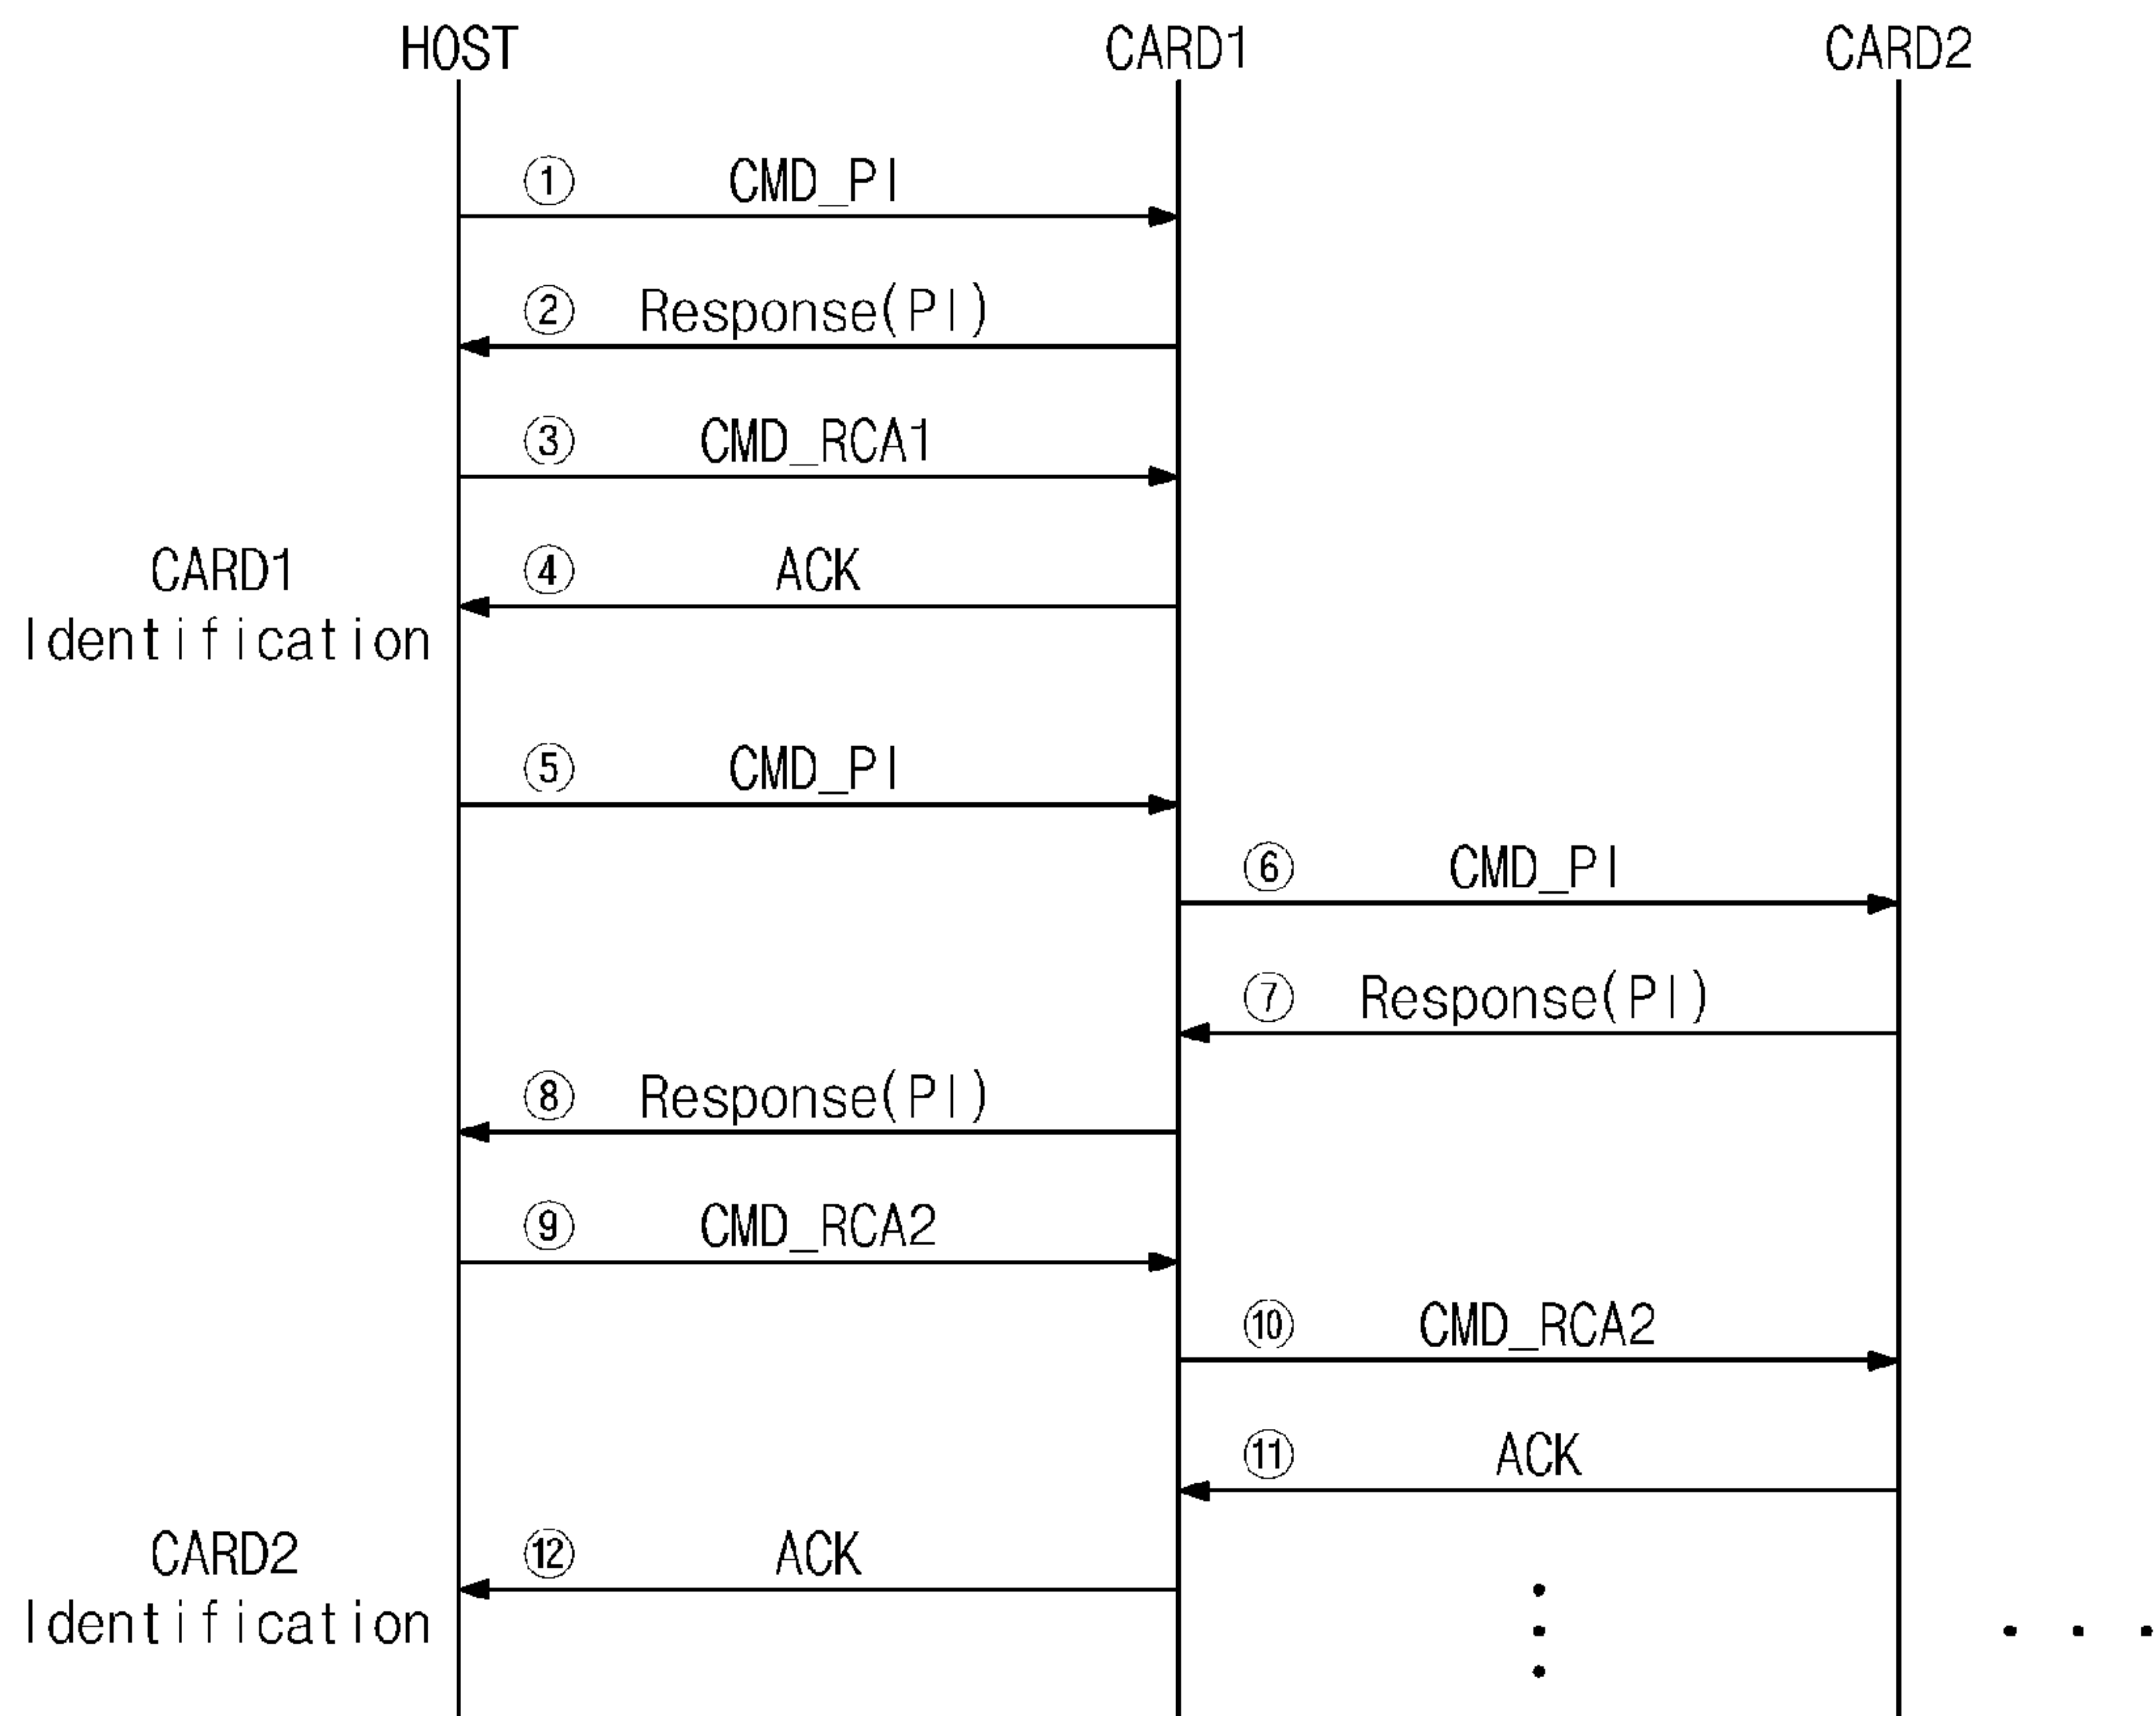 HOST CARD1 CARD2
① CMD_PI
② Response(PI)
③ CMD_RCA1
CARD1
Identification
④ ACK
⑤ CMD_PI
⑥ CMD_PI
⑦ Response(PI)
⑧ Response(PI)
⑨ CMD_RCA2
⑩ CMD_RCA2
⑪ ACK
CARD2
Identification
⑫ ACK